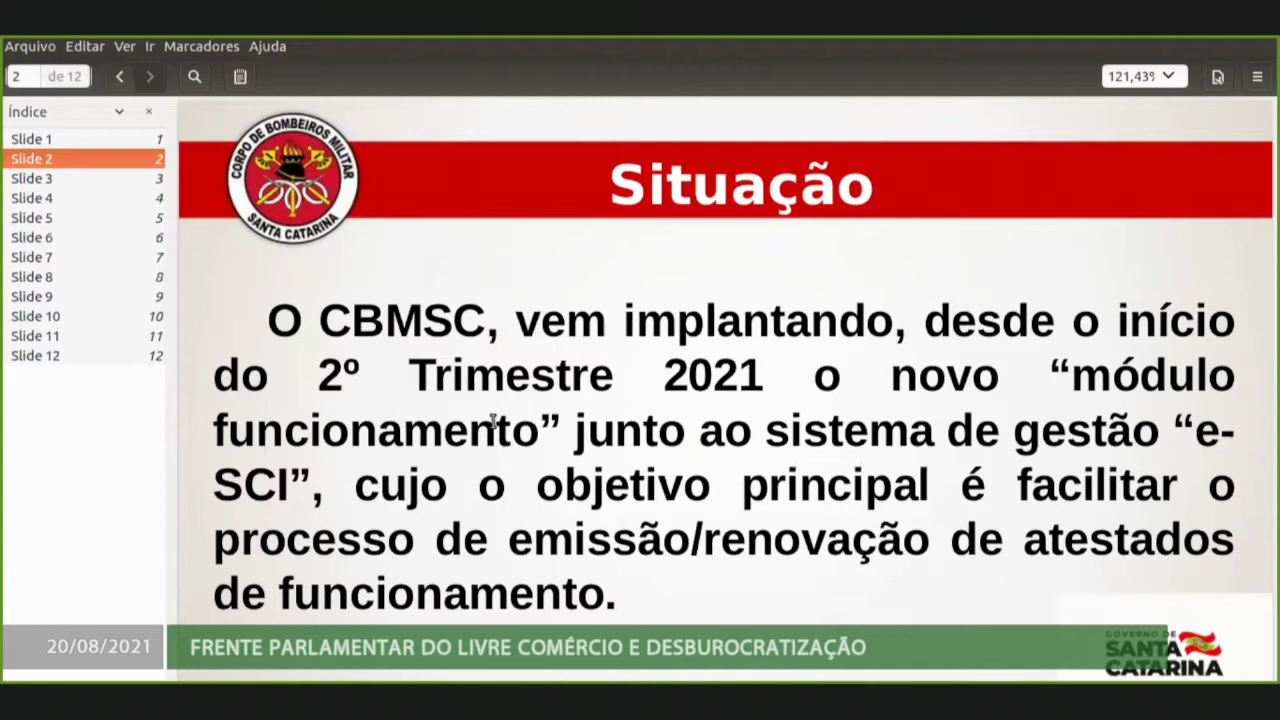 Arquivo Editar Ver Ir Marcadores Ajuda
2 de 12
121,43%
Índice
Slide 1 1
Slide 2 2
Slide 3 3
Slide 4 4
Slide 5 5
Slide 6 6
Slide 7 7
Slide 8 8
Slide 9 9
Slide 10 10
Slide 11 11
Slide 12 12
CORPO DE BOMBEIROS MILITAR
SANTA CATARINA
Situação
O CBMSC, vem implantando, desde o início
do 2º Trimestre 2021 o novo “módulo
funcionamento” junto ao sistema de gestão “e-
SCI”, cujo o objetivo principal é facilitar o
processo de emissão/renovação de atestados
de funcionamento.
20/08/2021
FRENTE PARLAMENTAR DO LIVRE COMÉRCIO E DESBUROCRATIZAÇÃO
GOVERNO DE
SANTA
CATARINA